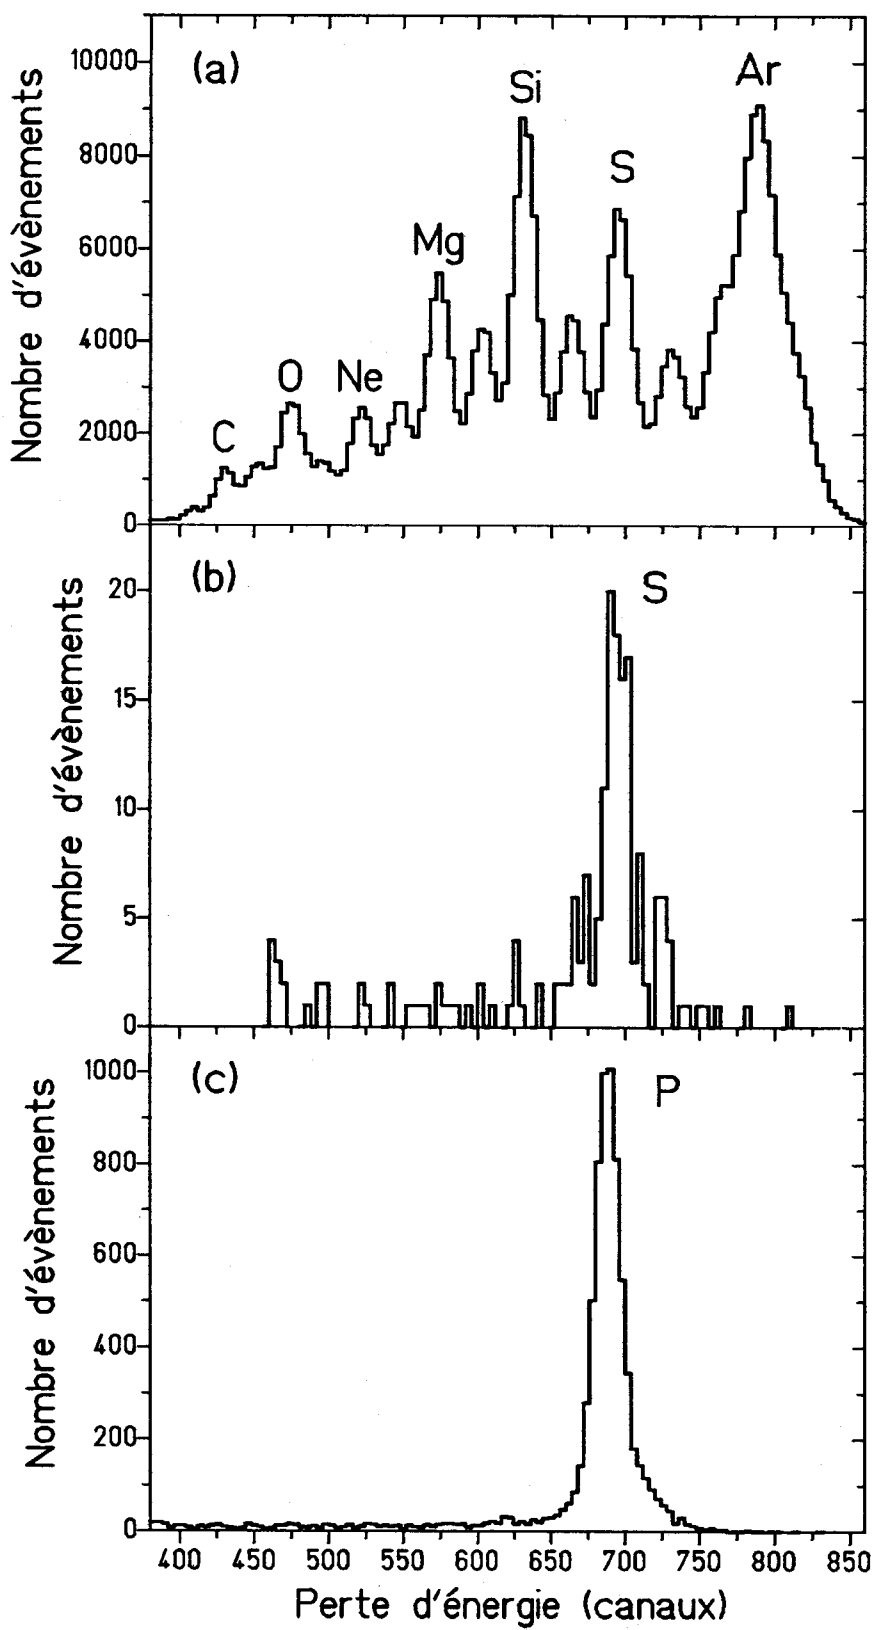 (a)
Nombre d'évènements
10000
8000
6000
4000
2000
0
C
O
Ne
Mg
Si
S
Ar
(b)
Nombre d'évènements
20
15
10
5
0
S
(c)
Nombre d'évènements
1000
800
600
400
200
0
P
400 450 500 550 600 650 700 750 800 850
Perte d'énergie (canaux)